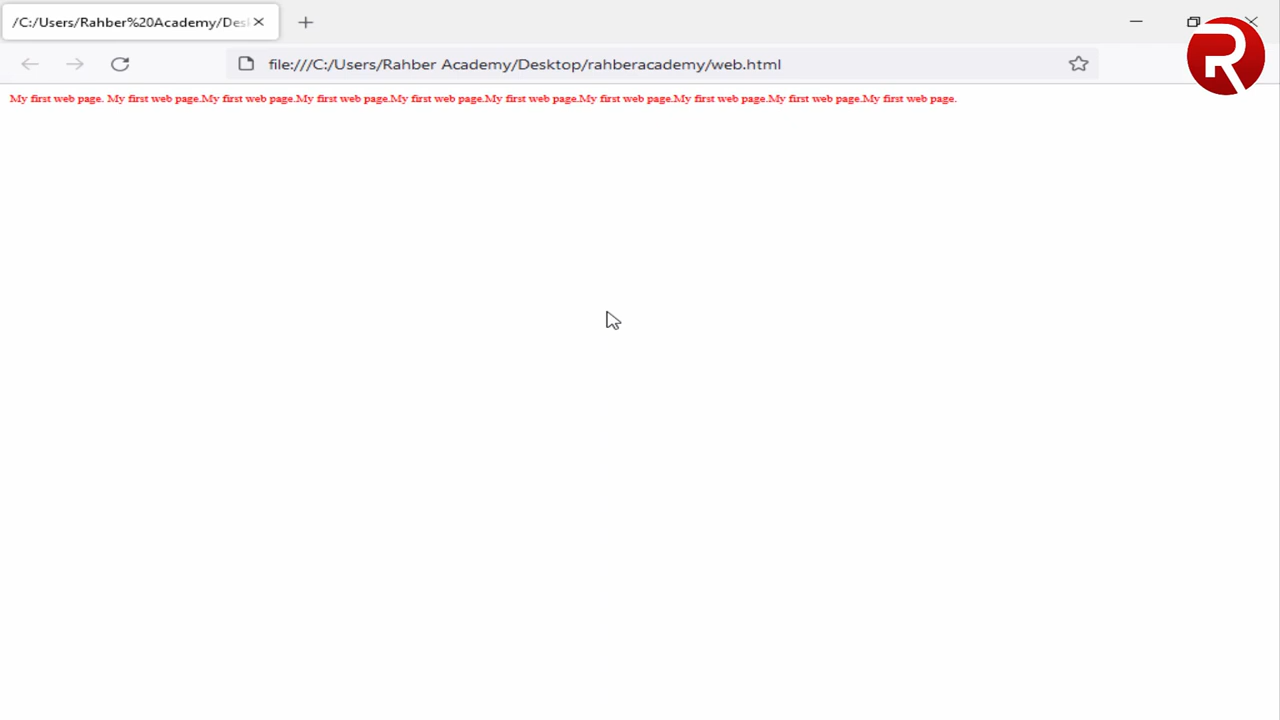 /C:/Users/Rahber%20Academy/Des
file:///C:/Users/Rahber Academy/Desktop/rahberacademy/web.html
R
My first web page. My first web page.My first web page.My first web page.My first web page.My first web page.My first web page.My first web page.My first web page.My first web page.